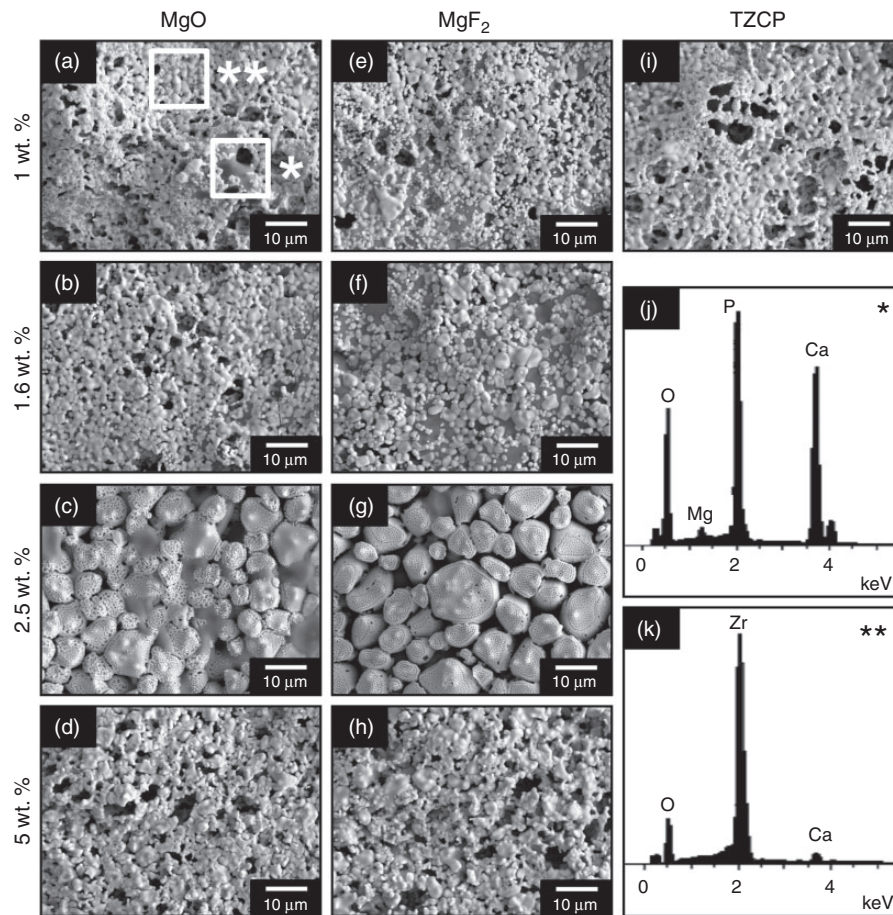 MgO MgF₂ TZCP
1 wt. %
(a) ** * 10 μm
(e) 10 μm
(i) 10 μm
1.6 wt. %
(b) 10 μm
(f) 10 μm
2.5 wt. %
(c) 10 μm
(g) 10 μm
5 wt. %
(d) 10 μm
(h) 10 μm
(j) *
P
Ca
O
Mg
0 2 4
keV
(k) **
Zr
O
Ca
0 2 4
keV